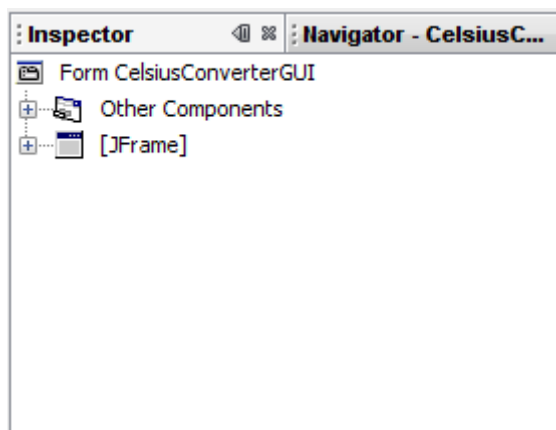 Inspector
Navigator - CelsiusC...
Form CelsiusConverterGUI
Other Components
[JFrame]